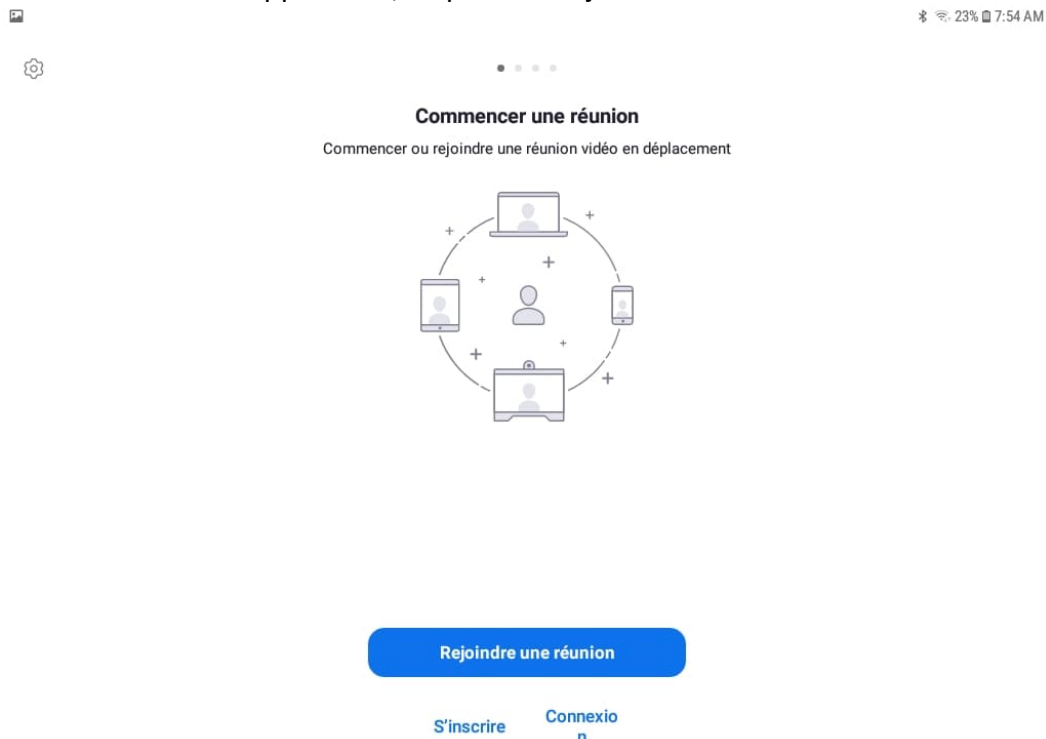 23% 7:54 AM
Commencer une réunion
Commencer ou rejoindre une réunion vidéo en déplacement
Rejoindre une réunion
S'inscrire
Connexio
n